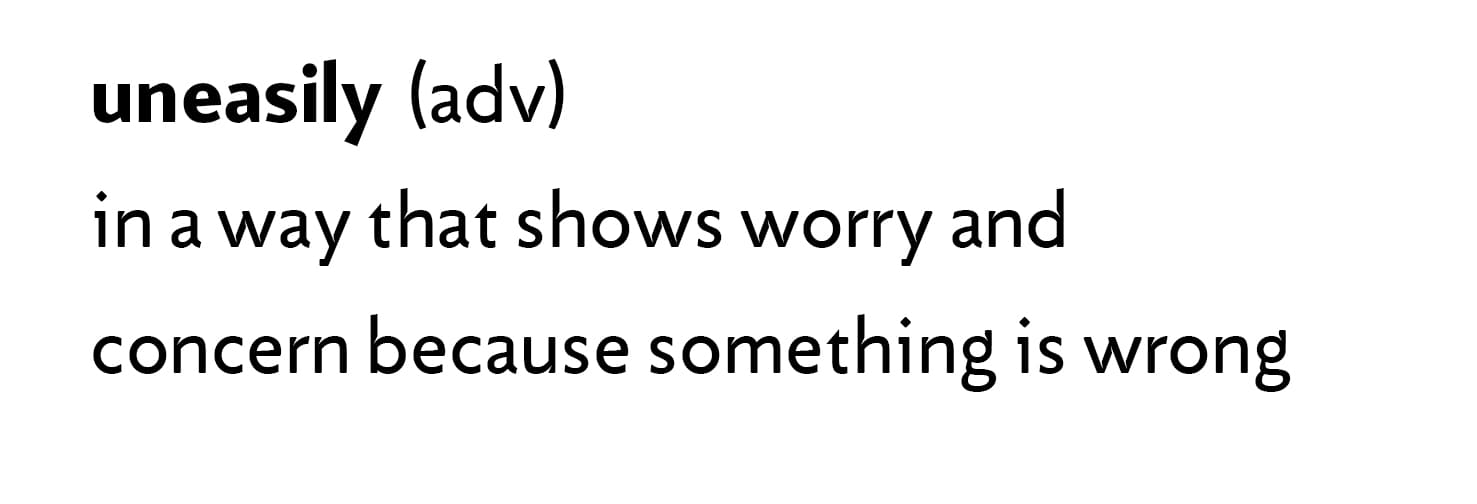 uneasily (adv)
in a way that shows worry and
concern because something is wrong